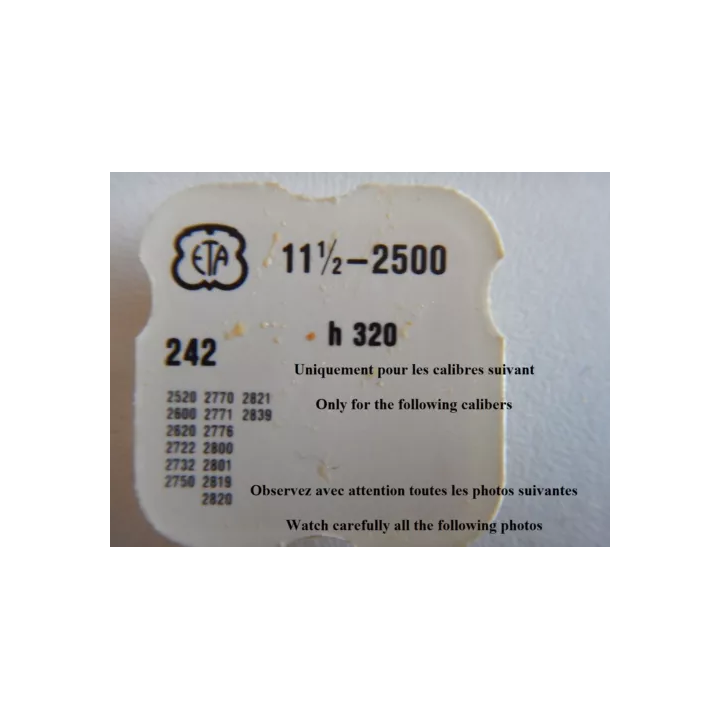 ETA 11 ½-2500
h 320
242
Uniquement pour les calibres suivant
2520 2770 2821
Only for the following calibers
2600 2771 2839
2620 2776
2722 2800
2732 2801
2750 2819
Observez avec attention toutes les photos suivantes
2820
Watch carefully all the following photos